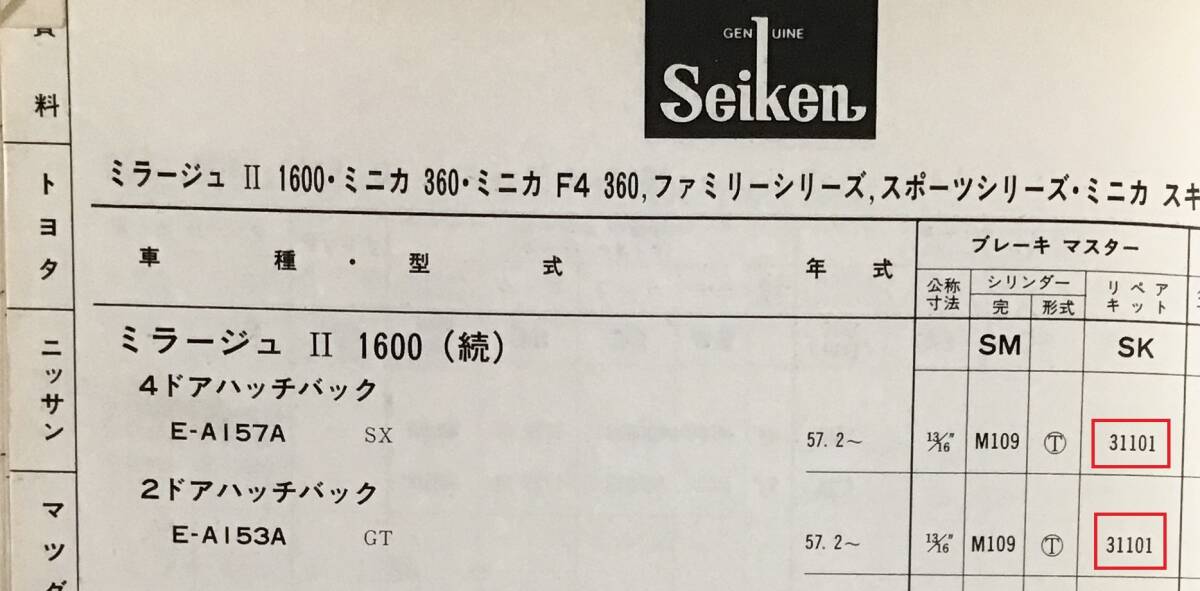 資料
トヨタ
ニッサン
マツダ
GENUINE
Seiken
ミラージュ II 1600・ミニカ 360・ミニカ F4 360,ファミリーシリーズ,スポーツシリーズ・ミニカ スキ
車種・型式 年式 ブレーキ マスター
公称寸法 シリンダー リペアキット
完 形式
ミラージュ II 1600 (続) SM SK
4ドアハッチバック
E-A157A SX 57. 2~ 13/16" M109 Ⓣ 31101
2ドアハッチバック
E-A153A GT 57. 2~ 13/16" M109 Ⓣ 31101